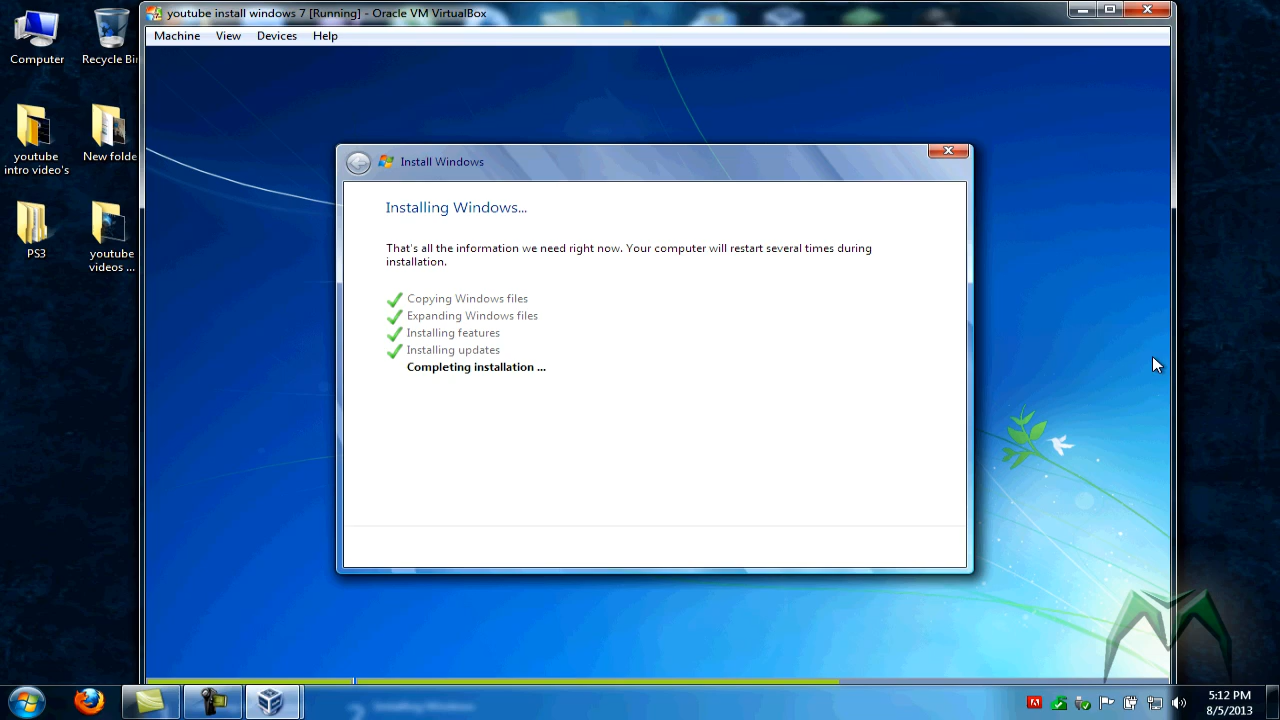 youtube install windows 7 [Running] - Oracle VM VirtualBox
Machine View Devices Help
Computer
Recycle Bi
youtube
intro video's
New folde
PS3
youtube
videos ...
Install Windows
Installing Windows...
That's all the information we need right now. Your computer will restart several times during
installation.
Copying Windows files
Expanding Windows files
Installing features
Installing updates
Completing installation ...
2 Installing Windows
5:12 PM
8/5/2013